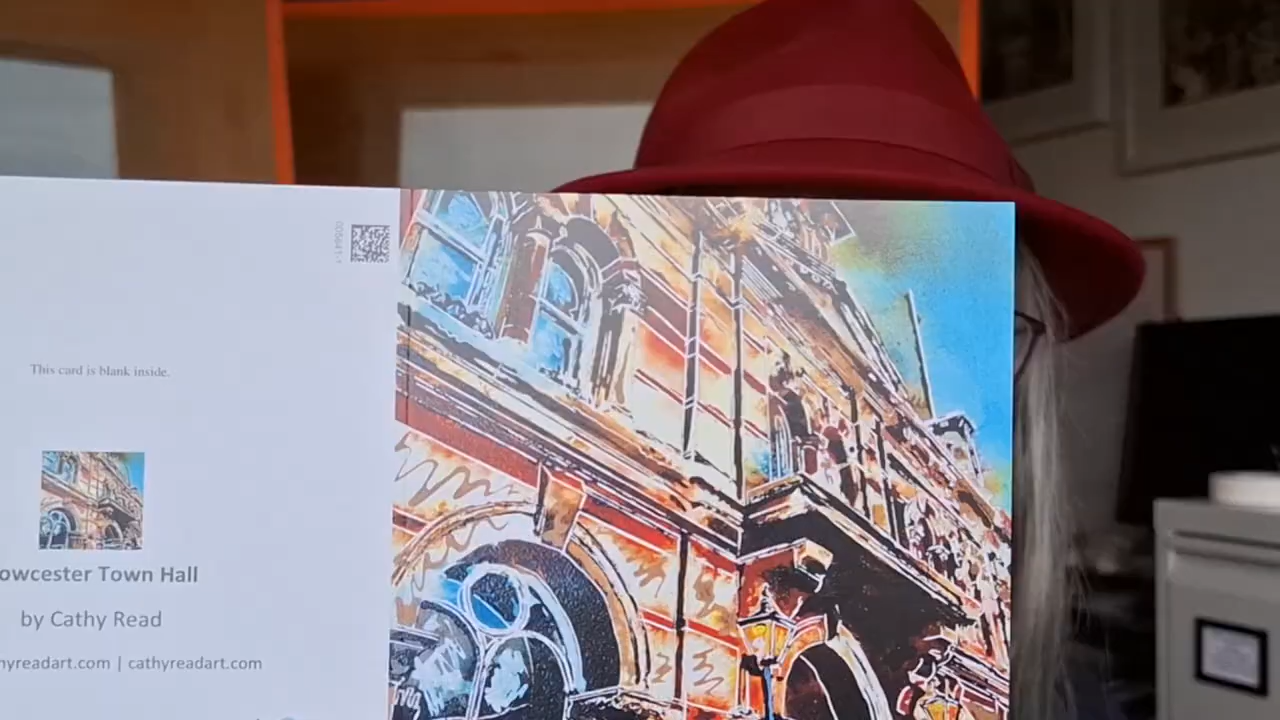 This card is blank inside.
owcester Town Hall
by Cathy Read
hyreadart.com | cathyreadart.com